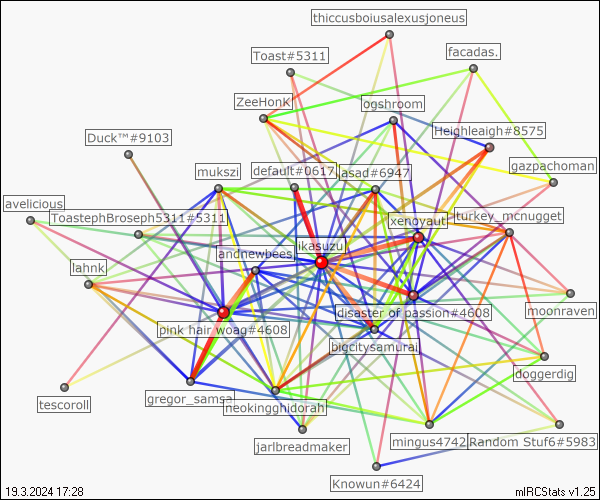 thiccusboiusalexusjoneus
Toast#5311
facadas.
ZeeHonk
ogshroom
Heighleaigh#8575
Duck™#9103
mukszi
default#0617
asad#6947
gazpachoman
avelicious
ToastephBroseph5311#5311
xenoyaut
turkey_mcnugget
ikasuzu
andnewbees
lahnk
disaster of passion#4608
moonraven
pink hair woag#4608
bigcitysamurai
doggerdig
tescoroll
gregor_samsa
neokingghidorah
jarlbreadmaker
mingus4742
Random Stuf6#5983
Knowun#6424
19.3.2024 17:28
mIRCStats v1.25